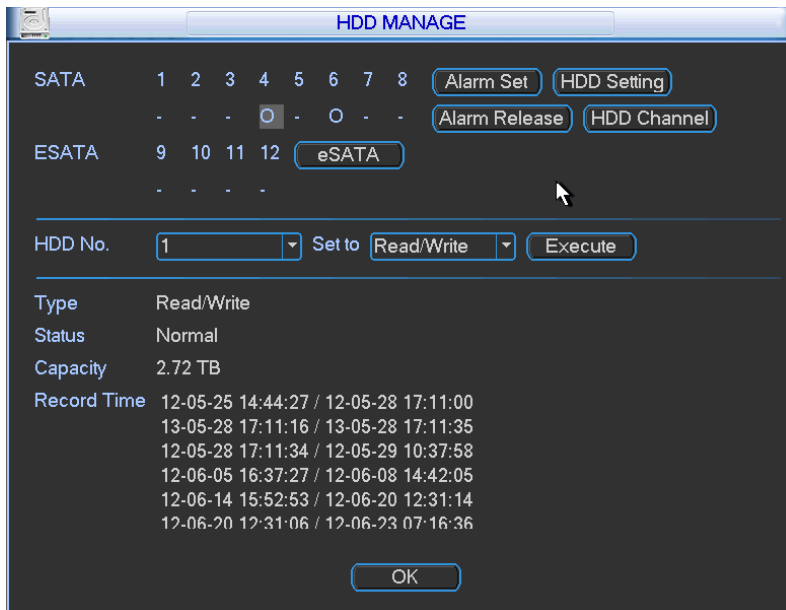 HDD MANAGE
SATA 1 2 3 4 5 6 7 8 Alarm Set HDD Setting
- - - O - O - - Alarm Release HDD Channel
ESATA 9 10 11 12 eSATA
- - - -
HDD No. 1 Set to Read/Write Execute
Type Read/Write
Status Normal
Capacity 2.72 TB
Record Time 12-05-25 14:44:27 / 12-05-28 17:11:00
13-05-28 17:11:16 / 13-05-28 17:11:35
12-05-28 17:11:34 / 12-05-29 10:37:58
12-06-05 16:37:27 / 12-06-08 14:42:05
12-06-14 15:52:53 / 12-06-20 12:31:14
12-06-20 12:31:06 / 12-06-23 07:16:36
OK